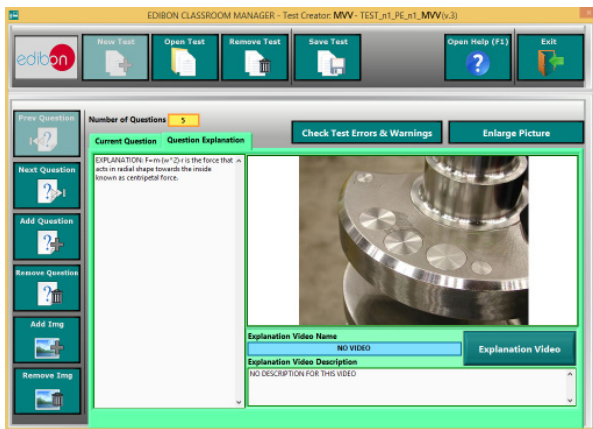 EDIBON CLASSROOM MANAGER - Test Creator: MVV - TEST_n1_PE_n1_MVV(v.3)
edibon
New Test
Open Test
Remove Test
Save Test
Open Help (F1)
Exit
Prev Question
Next Question
Add Question
Remove Question
Add Img
Remove Img
Number of Questions 5
Current Question Question Explanation
Check Test Errors & Warnings
Enlarge Picture
EXPLANATION: F=m·(w^2)·r is the force that
acts in radial shape towards the inside
known as centripetal force.
Explanation Video Name
NO VIDEO
Explanation Video
Explanation Video Description
NO DESCRIPTION FOR THIS VIDEO